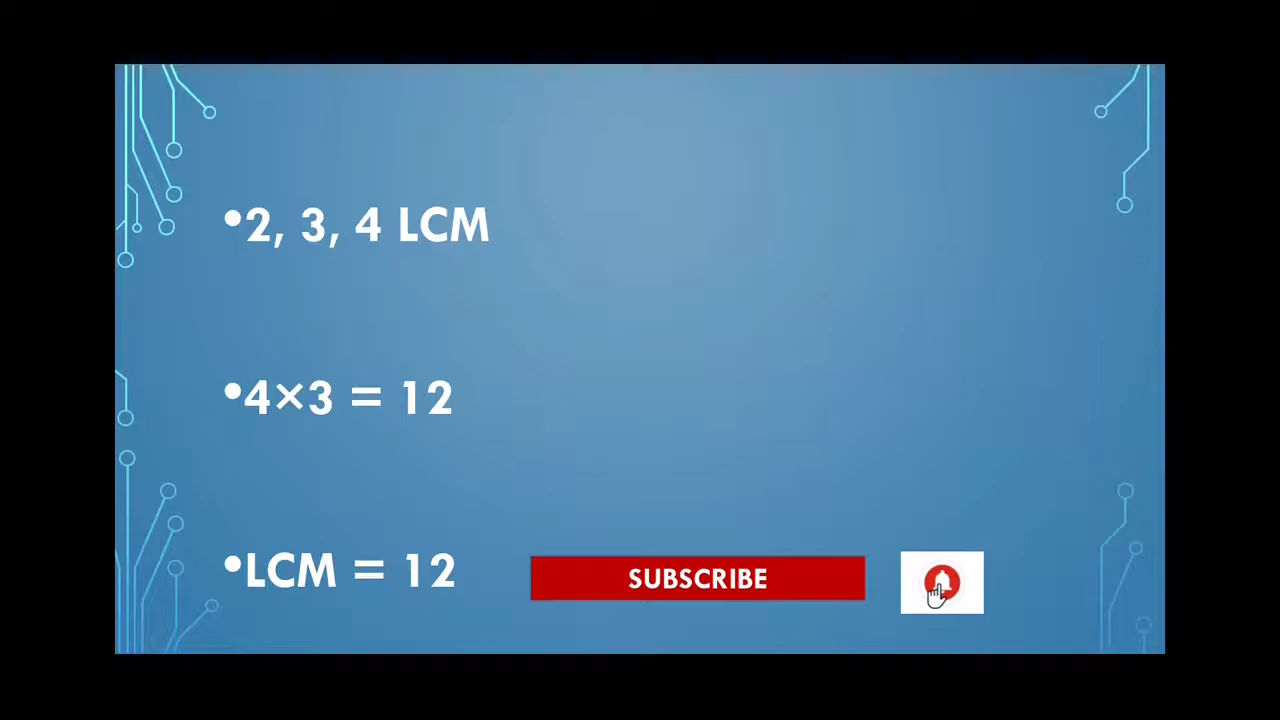 •2, 3, 4 LCM
•4×3 = 12
•LCM = 12
SUBSCRIBE